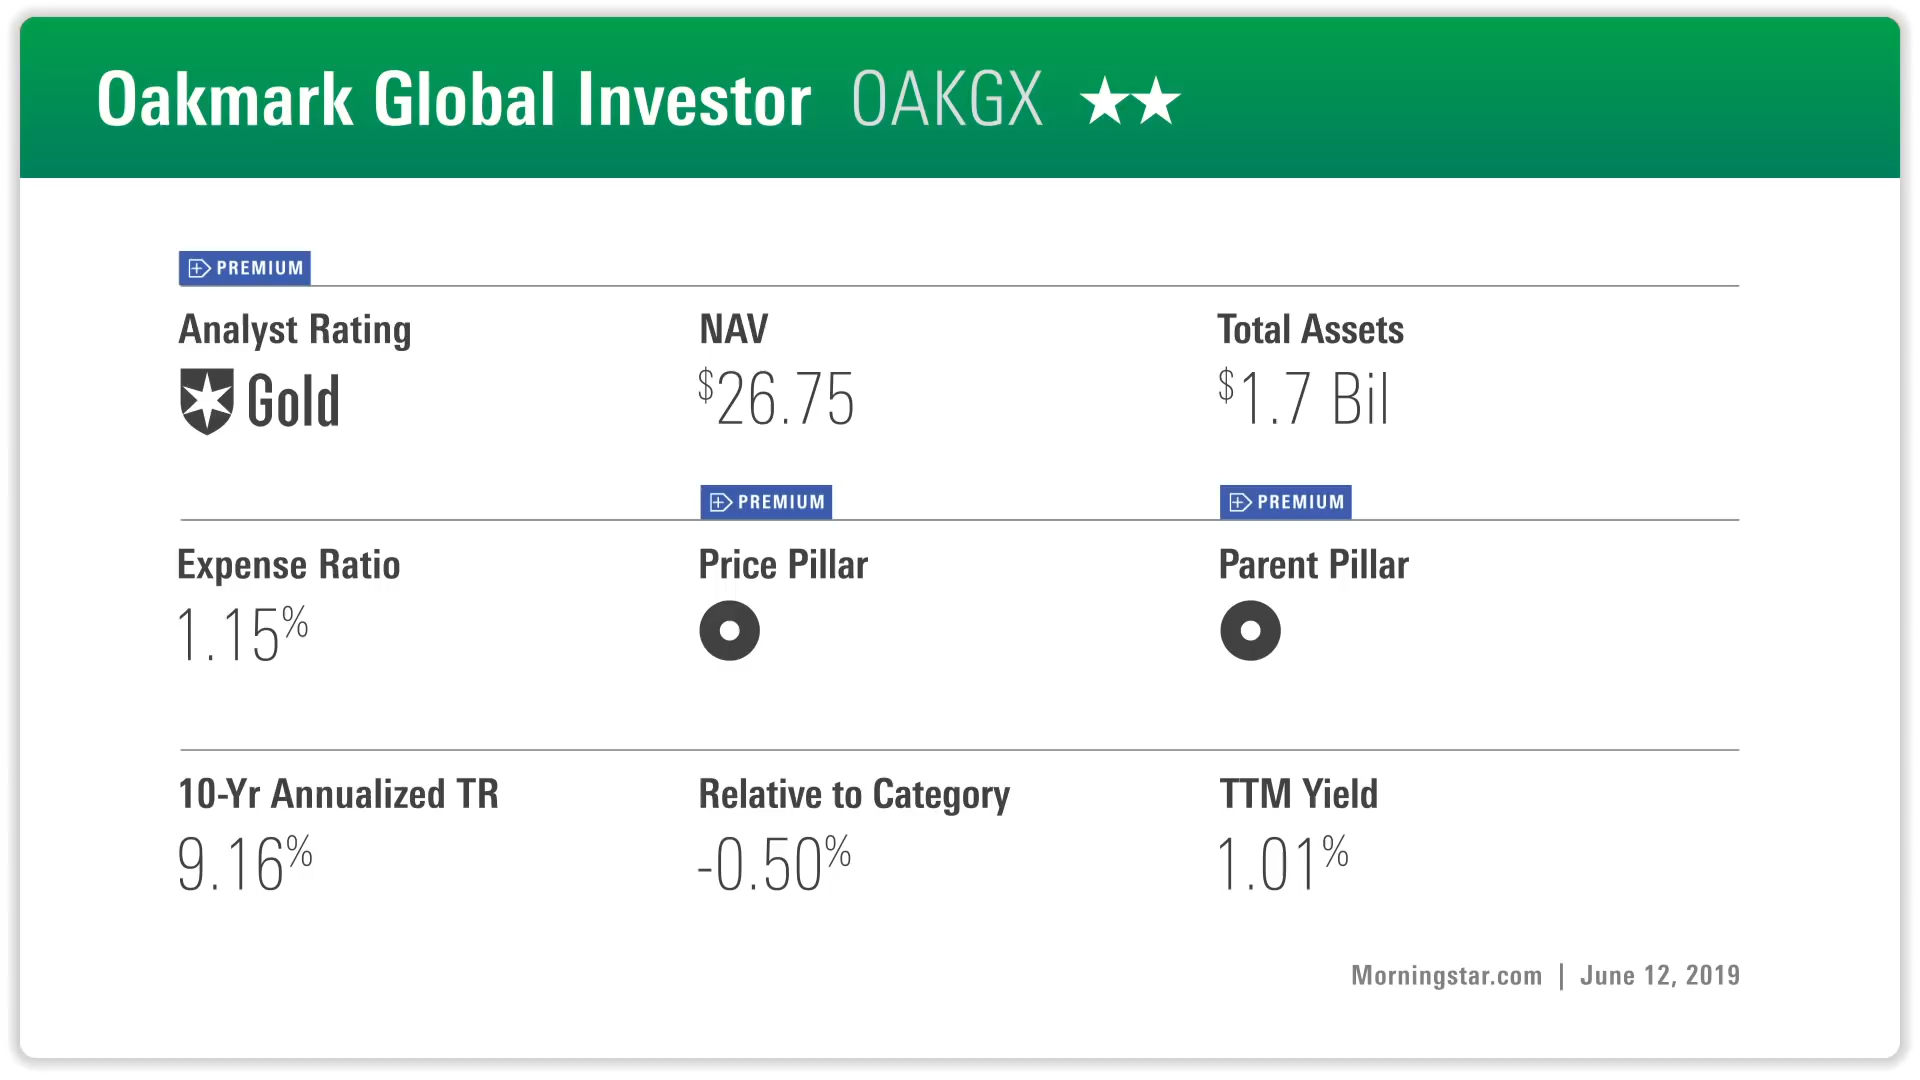 Oakmark Global Investor OAKGX ★★
PREMIUM
Analyst Rating NAV Total Assets
Gold $26.75 $1.7 Bil
PREMIUM PREMIUM
Expense Ratio Price Pillar Parent Pillar
1.15%
10-Yr Annualized TR Relative to Category TTM Yield
9.16% -0.50% 1.01%
Morningstar.com | June 12, 2019